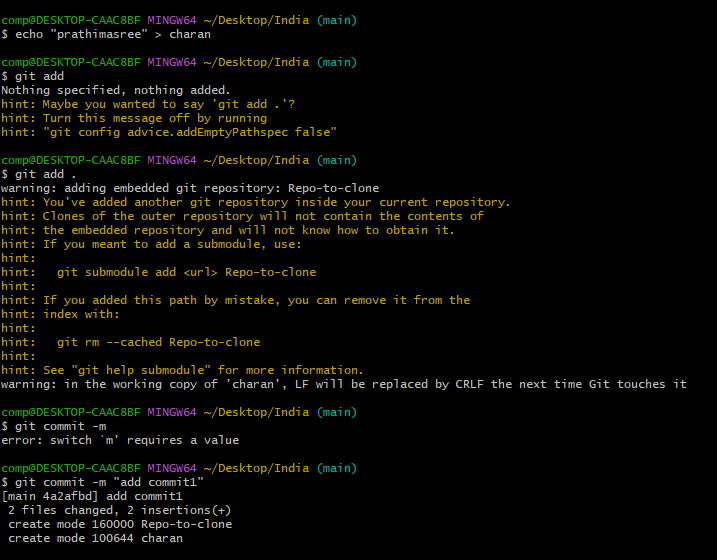 comp@DESKTOP-CAAC8BF MINGW64 ~/Desktop/India (main)
$ echo "prathimasree" > charan
comp@DESKTOP-CAAC8BF MINGW64 ~/Desktop/India (main)
$ git add
Nothing specified, nothing added.
hint: Maybe you wanted to say 'git add .'?
hint: Turn this message off by running
hint: "git config advice.addEmptyPathspec false"
comp@DESKTOP-CAAC8BF MINGW64 ~/Desktop/India (main)
$ git add .
warning: adding embedded git repository: Repo-to-clone
hint: You've added another git repository inside your current repository.
hint: Clones of the outer repository will not contain the contents of
hint: the embedded repository and will not know how to obtain it.
hint: If you meant to add a submodule, use:
hint:
hint:   git submodule add <url> Repo-to-clone
hint:
hint: If you added this path by mistake, you can remove it from the
hint: index with:
hint:
hint:   git rm --cached Repo-to-clone
hint:
hint: See "git help submodule" for more information.
warning: in the working copy of 'charan', LF will be replaced by CRLF the next time Git touches it
comp@DESKTOP-CAAC8BF MINGW64 ~/Desktop/India (main)
$ git commit -m
error: switch `m' requires a value
comp@DESKTOP-CAAC8BF MINGW64 ~/Desktop/India (main)
$ git commit -m "add commit1"
[main 4a2afbd] add commit1
 2 files changed, 2 insertions(+)
 create mode 160000 Repo-to-clone
 create mode 100644 charan